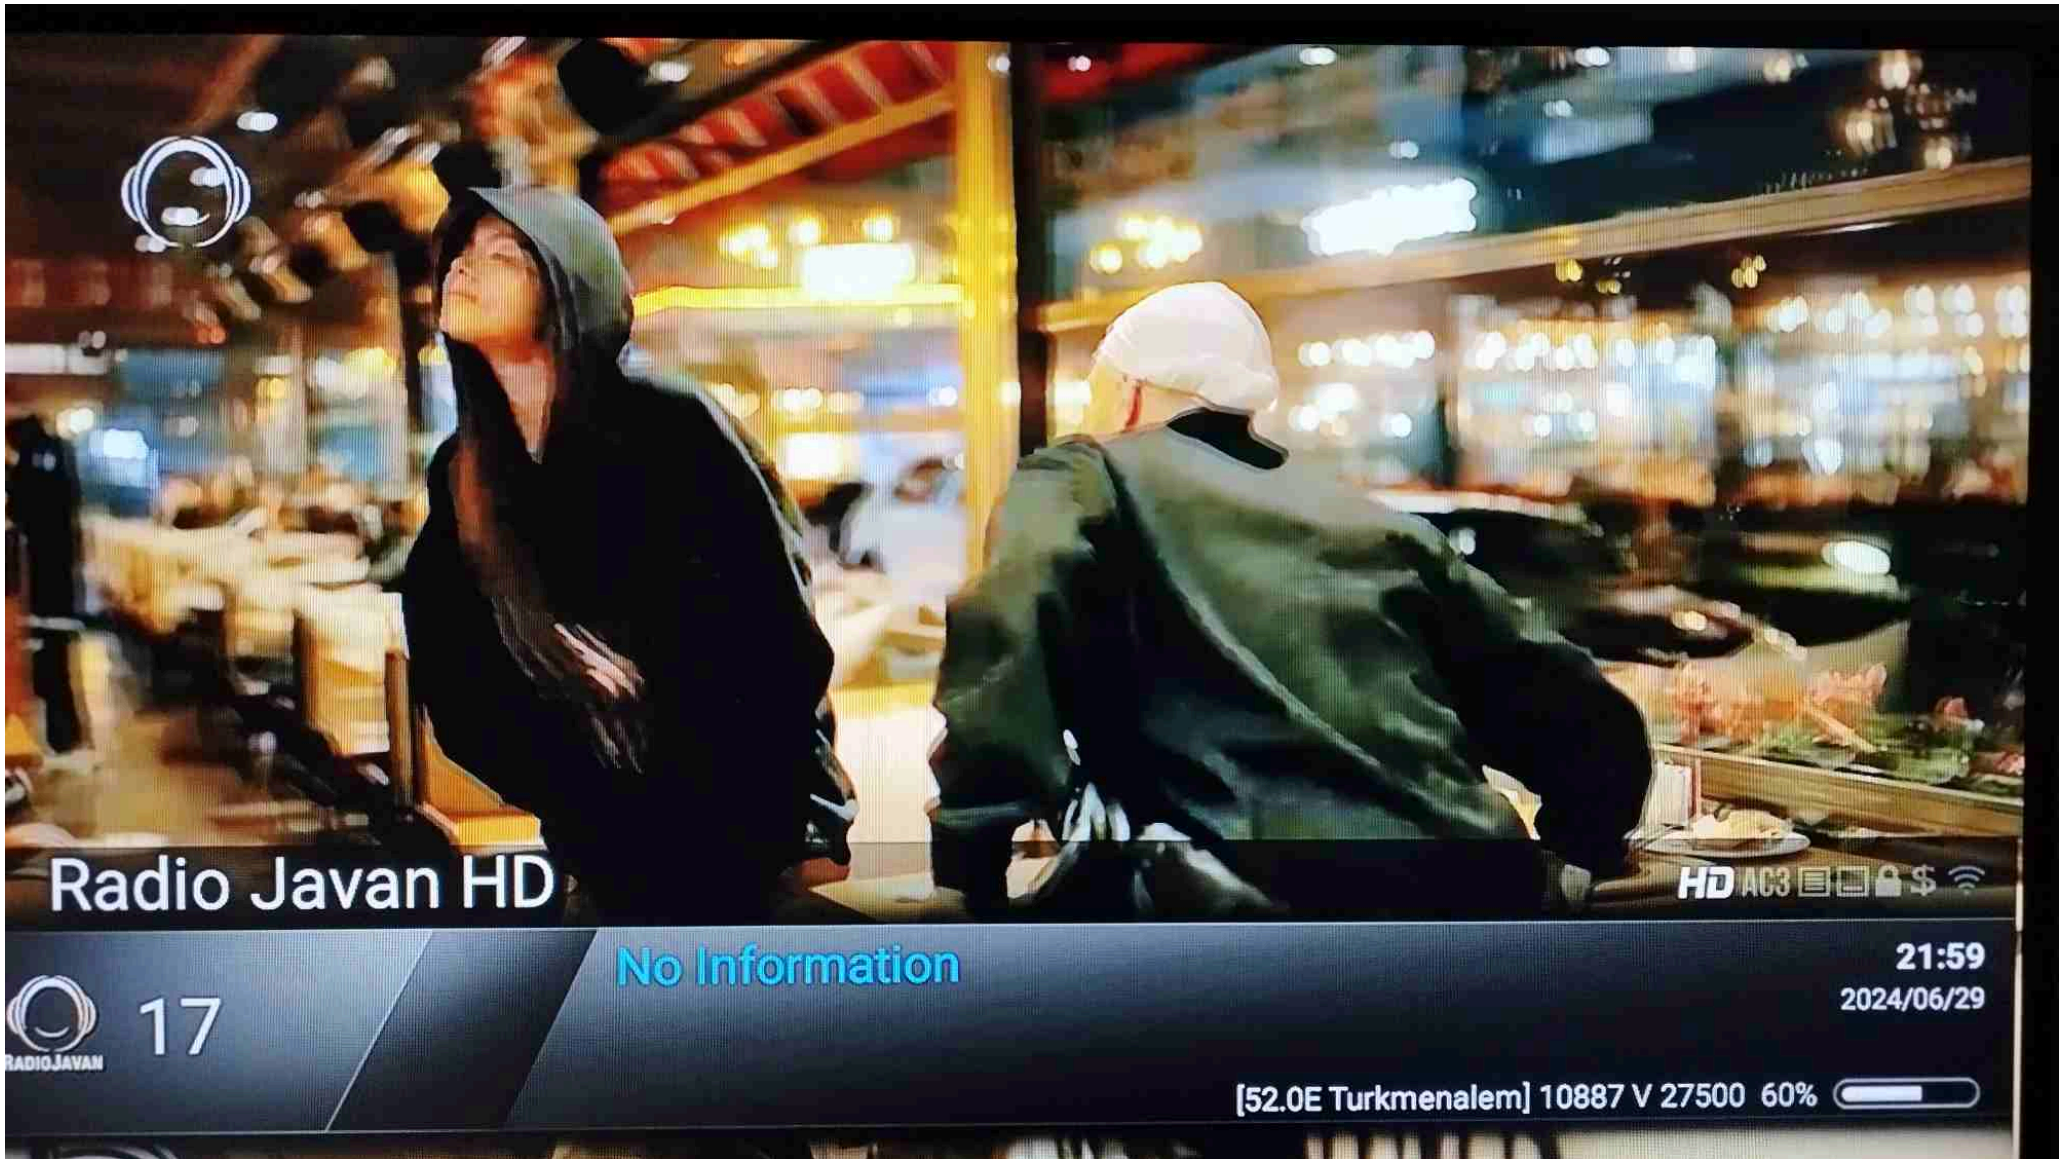 Radio Javan HD
HD AC3 $
No Information
21:59
2024/06/29
17
RADIOJAVAN
[52.0E Turkmenalem] 10887 V 27500 60%